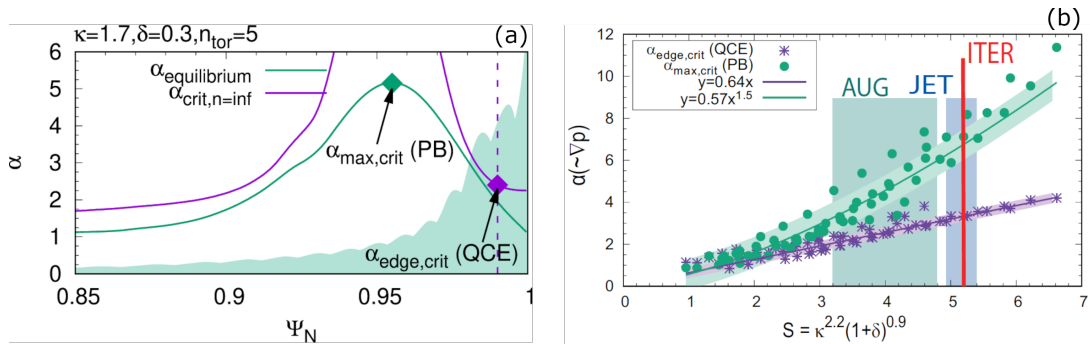 (a)
κ=1.7,δ=0.3,n_tor=5
α_equilibrium
α_crit,n=inf
α_max,crit (PB)
α_edge,crit (QCE)
α
6
5
4
3
2
1
0
0.85
0.9
0.95
1
Ψ_N
(b)
α_edge,crit (QCE)
α_max,crit (PB)
y=0.64x
y=0.57x^1.5
ITER
AUG
JET
α(~∇p)
12
10
8
6
4
2
0
0
1
2
3
4
5
6
7
S = κ^2.2(1+δ)^0.9